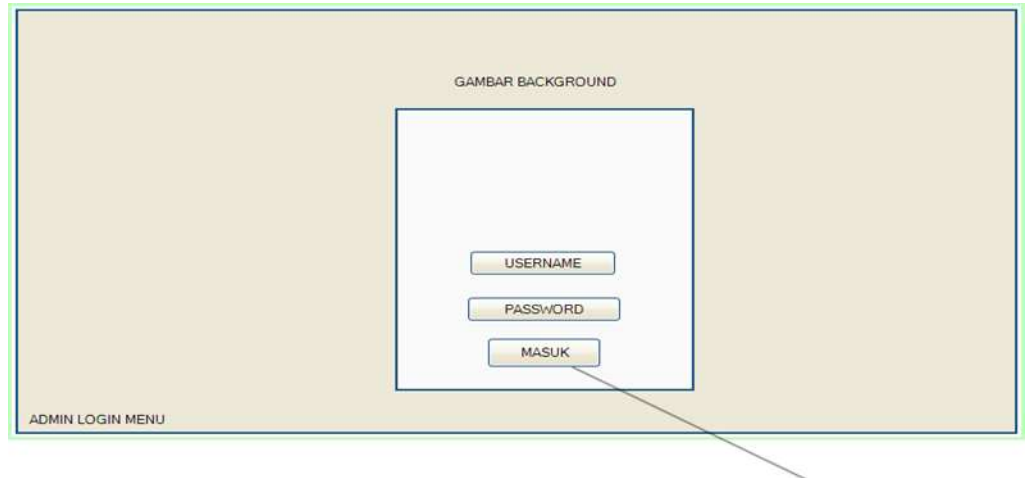 GAMBAR BACKGROUND
USERNAME
PASSWORD
MASUK
ADMIN LOGIN MENU